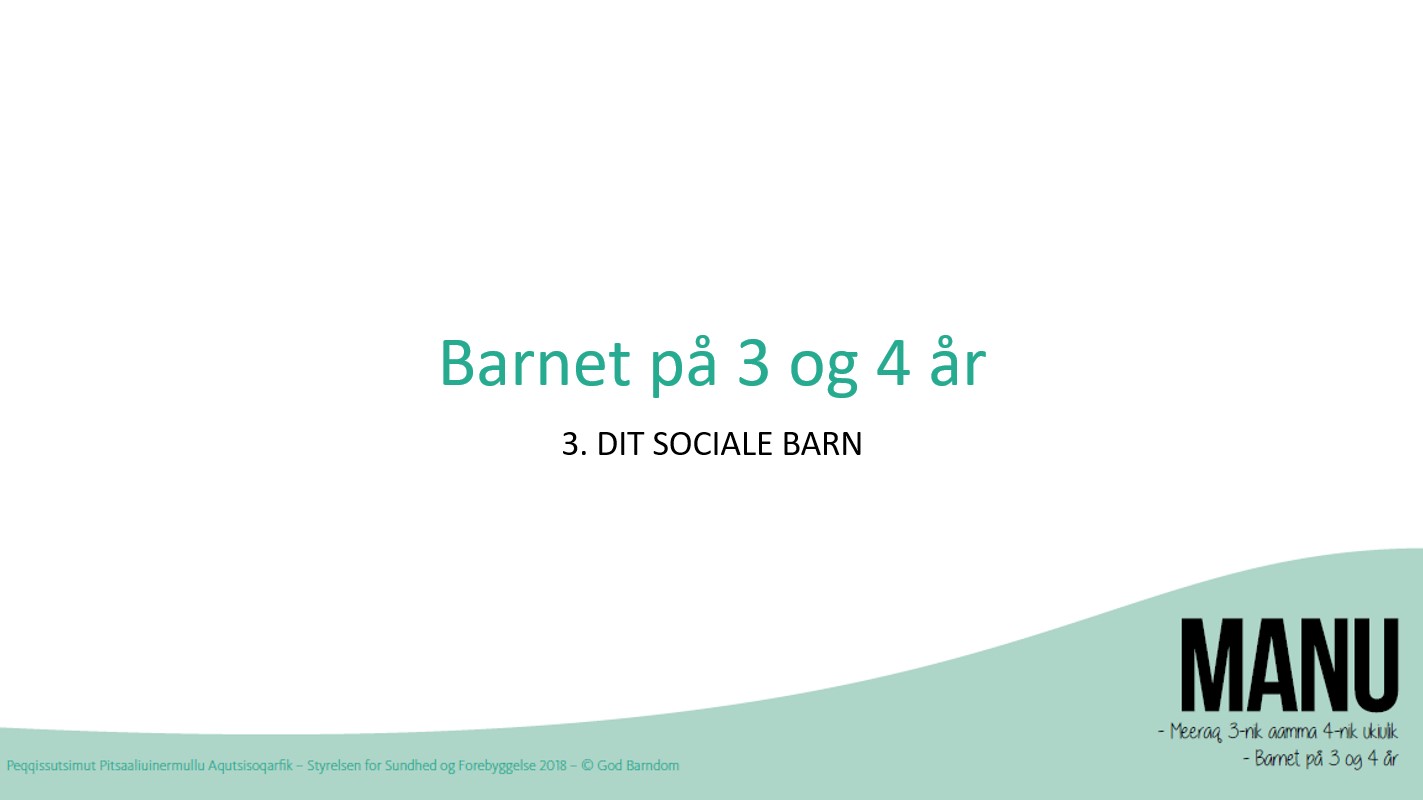 Barnet på 3 og 4 år
3. DIT SOCIALE BARN
MANU
- Meeraq 3-nik aamma 4-nik ukiulik
- Barnet på 3 og 4 år
Peqqissutsimut Pitsaaliuinermullu Aqutsisoqarfik – Styrelsen for Sundhed og Forebyggelse 2018 – © God Barndom